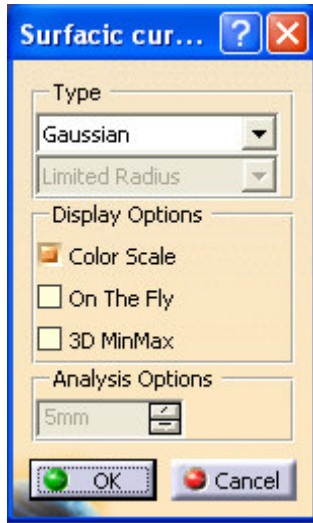 Surfacic cur...
Type
Gaussian
Limited Radius
Display Options
Color Scale
On The Fly
3D MinMax
Analysis Options
5mm
OK Cancel